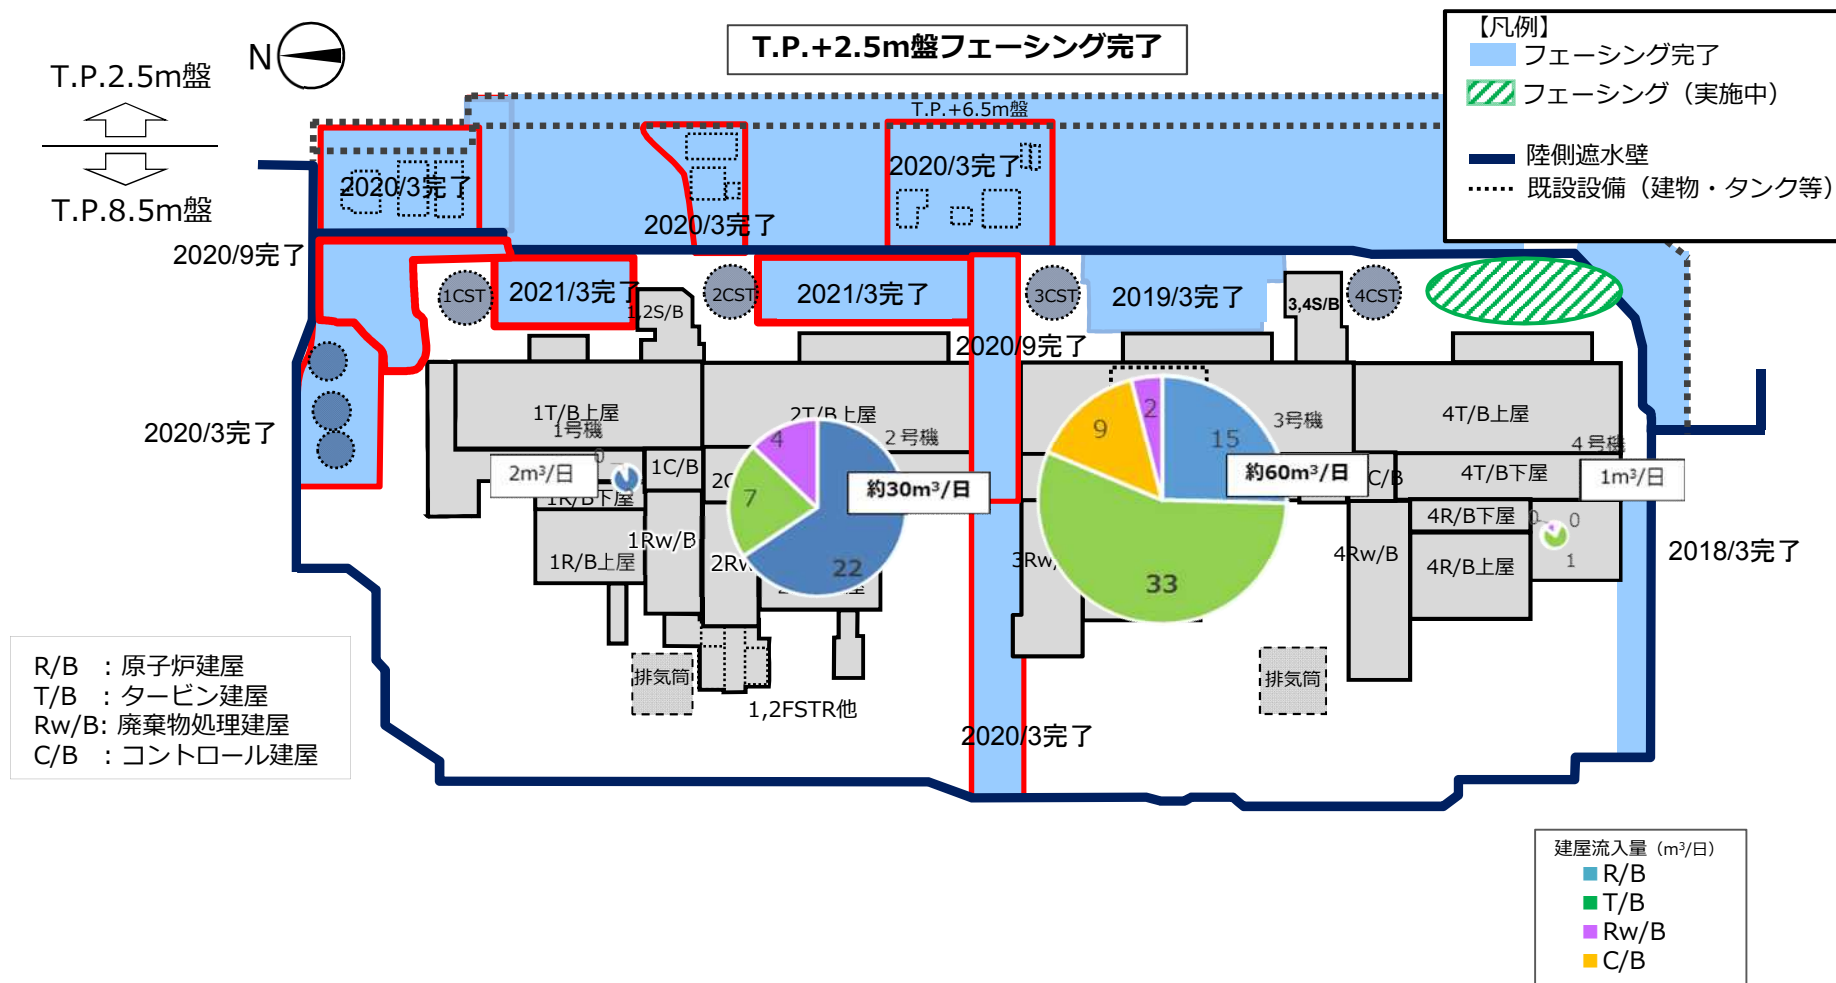 T.P.+2.5m盤フェーシング完了
N
T.P.2.5m盤
T.P.8.5m盤
【凡例】
フェーシング完了
フェーシング（実施中）
陸側遮水壁
既設設備（建物・タンク等）
T.P.+6.5m盤
2020/3完了
2020/3完了
2020/3完了
2020/9完了
1CST
2021/3完了
1,2S/B
2CST
2021/3完了
3CST
2019/3完了
3,4S/B
4CST
2020/9完了
2020/3完了
1T/B上屋
1号機
2T/B上屋
2号機
3号機
4T/B上屋
4号機
2m³/日
0
1C/B
4
7
22
約30m³/日
9
2
15
33
約60m³/日
C/B
4T/B下屋
1m³/日
1R/B下屋
1R/B上屋
1Rw/B
2Rw
3Rw/
4Rw/B
4R/B下屋
4R/B上屋
0
0
1
2018/3完了
排気筒
1,2FSTR他
排気筒
2020/3完了
R/B ：原子炉建屋
T/B ：タービン建屋
Rw/B：廃棄物処理建屋
C/B ：コントロール建屋
建屋流入量（m³/日）
R/B
T/B
Rw/B
C/B